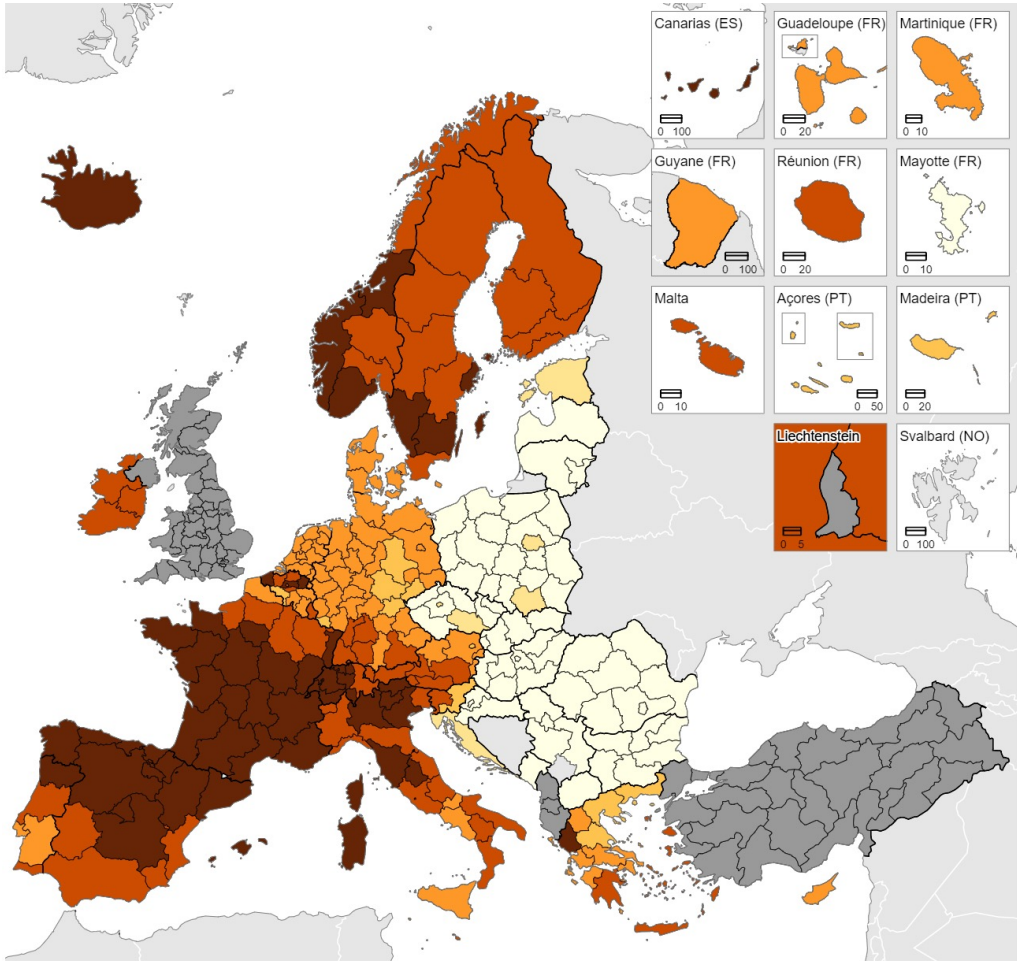 Canarias (ES)
0 100
Guadeloupe (FR)
0 20
Martinique (FR)
0 10
Guyane (FR)
0 100
Réunion (FR)
0 20
Mayotte (FR)
0 10
Malta
0 10
Açores (PT)
0 50
Madeira (PT)
0 20
Liechtenstein
0 5
Svalbard (NO)
0 100